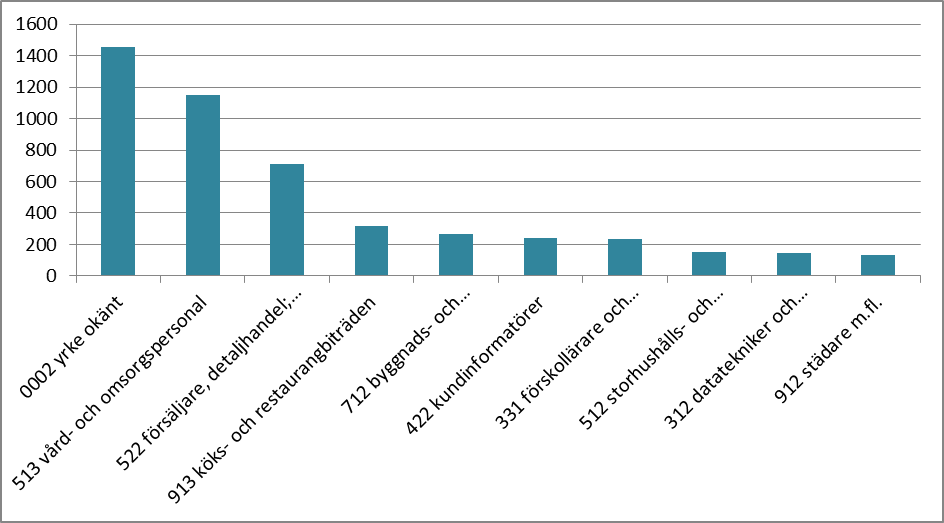 1600
1400
1200
1000
800
600
400
200
0
0002 yrke okänt
513 vård- och omsorgspersonal
522 försäljare, detaljhandel;...
913 köks- och restaurangbiträden
712 byggnads- och...
422 kundinformatörer
331 förskollärare och...
512 storhushålls- och...
312 datatekniker och...
912 städare m.fl.